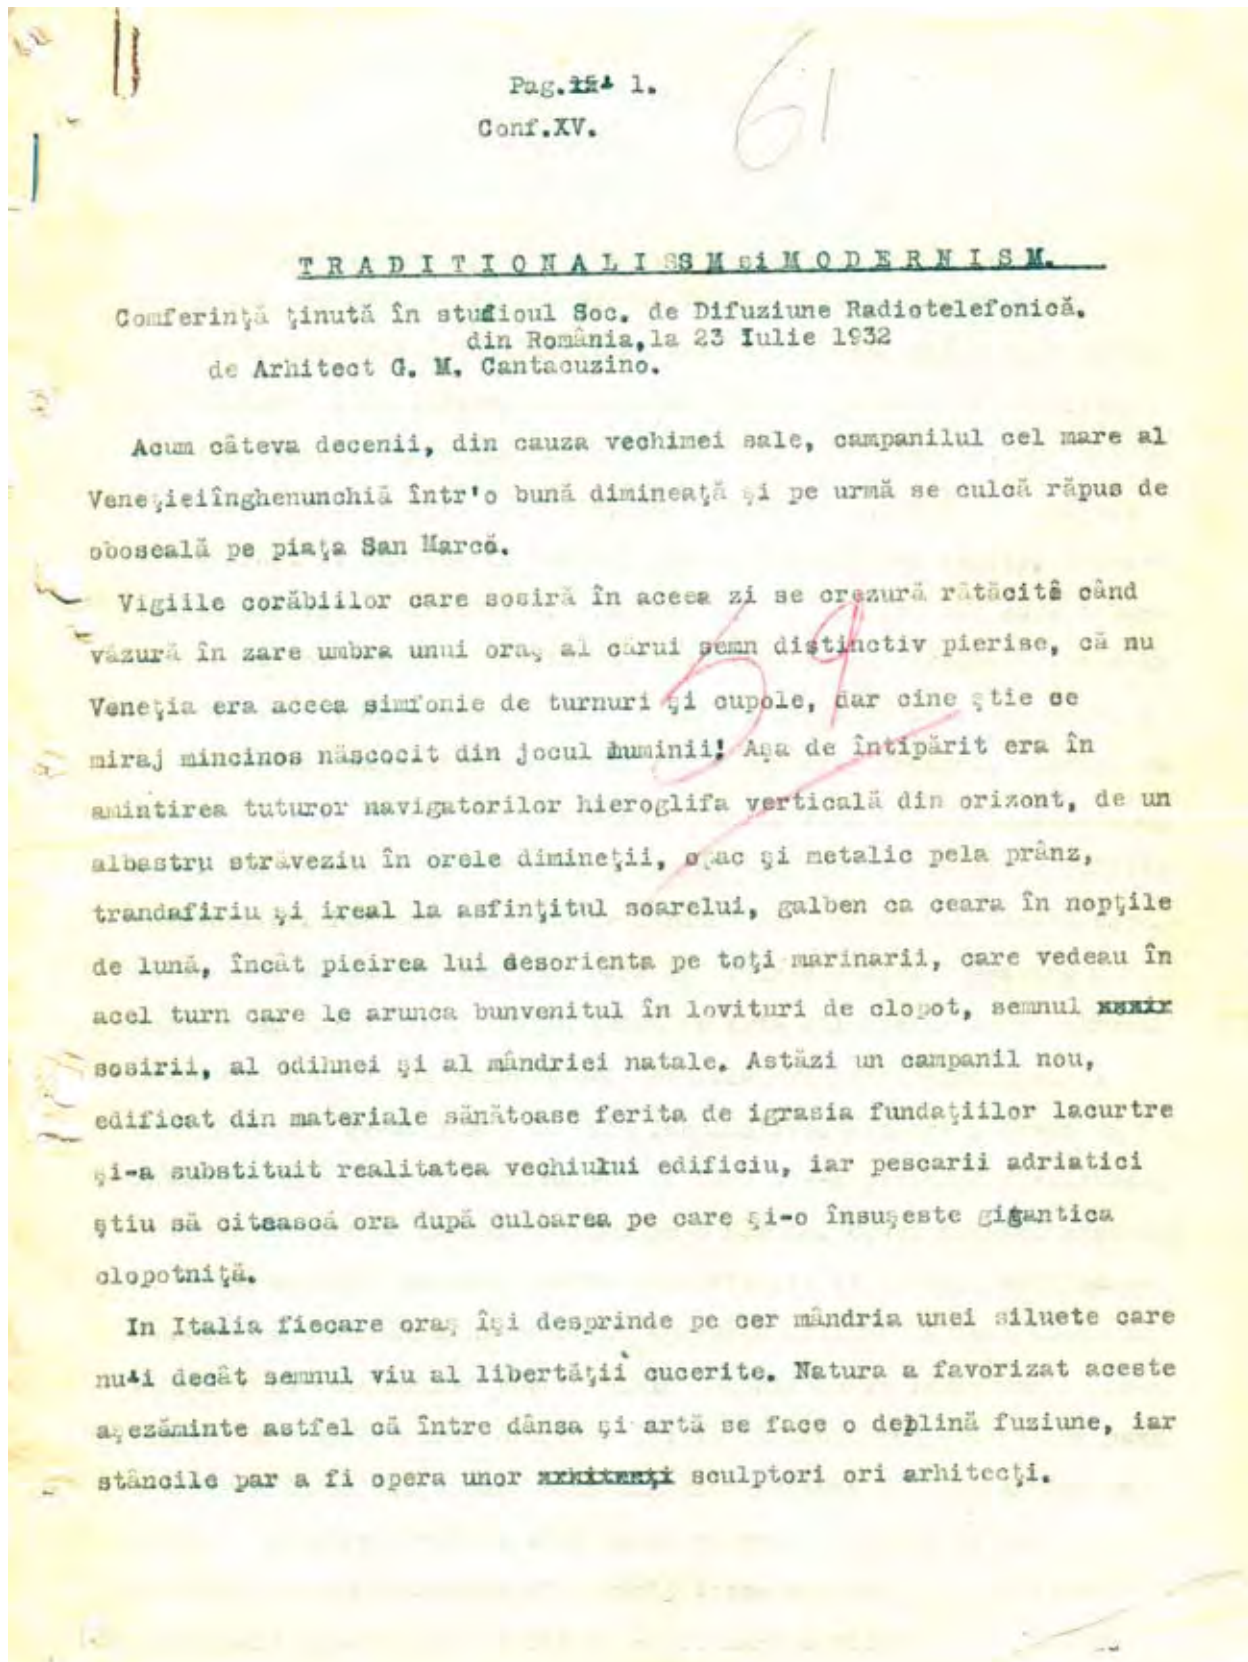 Pag. 1.
61
Conf.XV.
TRADITIONALISSM si MODERNISM.
Comferinţă ţinută în studioul Soc. de Difuziune Radiotelefonică.
din România,la 23 Iulie 1932
de Arhitect G. M. Cantacuzino.
Acum câteva decenii, din cauza vechimei sale, campanilul cel mare al
Veneţieiînghenunchiă într'o bună dimineaţă şi pe urmă se culcă răpus de
oboseală pe piaţa San Marco.
Vigiile corăbiilor care sosiră în aceea zi se crezură rătăcite când
văzură în zare umbra unui oraş al cărui semn distinctiv pierise, că nu
59
Veneţia era aceea simfonie de turnuri şi cupole, dar cine ştie ce
miraj mincinos născocit din jocul luminii! Aşa de întipărit era în
amintirea tuturor navigatorilor hieroglifa verticală din orizont, de un
albastru străveziu în orele dimineţii, opac şi metalic pela prânz,
trandafiriu şi ireal la asfinţitul soarelui, galben ca ceara în nopţile
de lună, încât pieirea lui desorienta pe toţi marinarii, care vedeau în
acel turn care le arunca bunvenitul în lovituri de clopot, semnul
sosirii, al odihnei şi al mândriei natale. Astăzi un campanil nou,
edificat din materiale sănătoase ferita de igrasia fundaţiilor lacurtre
şi-a substituit realitatea vechiului edificiu, iar pescarii adriatici
ştiu să citească ora după culoarea pe care şi-o însuşeste gigantica
clopotniţă.
In Italia fiecare oraş îşi desprinde pe cer mândria unei siluete care
nu-i decât semnul viu al libertăţii cucerite. Natura a favorizat aceste
aşezăminte astfel că între dânsa şi artă se face o deplină fuziune, iar
stâncile par a fi opera unor sculptori ori arhitecţi.